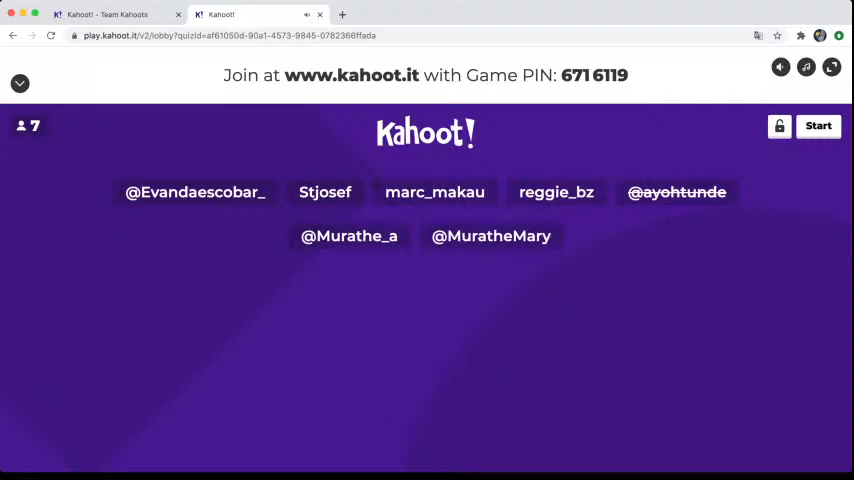 Kahoot! - Team Kahoots
Kahoot!
play.kahoot.it/v2/lobby?quizId=af61050d-90a1-4573-9845-0782366ffada
Join at www.kahoot.it with Game PIN: 671 6119
7
Kahoot!
Start
@Evandaescobar_ Stjosef marc_makau reggie_bz @ayohtunde
@Murathe_a @MuratheMary